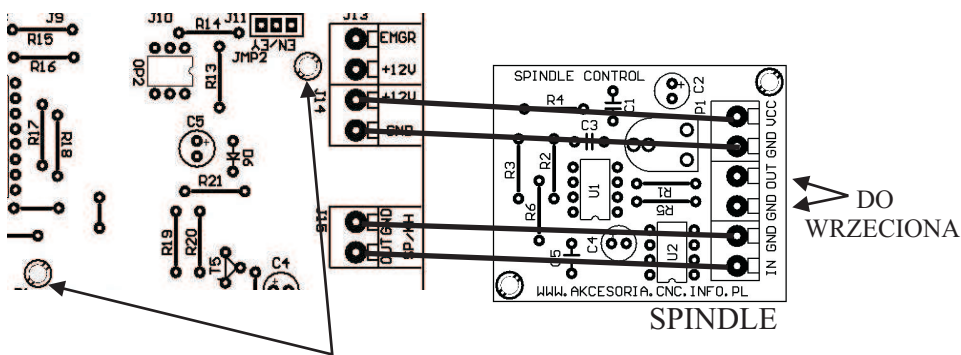 J9
R15
R16
R17
R18
J10
OP2
R14
J11
EN/EY
JMP2
R13
C5
D6
R21
R19
R20
T5
C4
J13
EMGR
+12V
J14
+12V
GND
J15
GND
OUT
SP/WH
SPINDLE CONTROL
C2
R4
C1
P1
C3
R3
R2
U1
R6
R1
R5
C4
C5
U2
VCC
GND
OUT
GND
GND
IN
WWW.AKCESORIA.CNC.INFO.PL
DO
WRZECIONA
SPINDLE